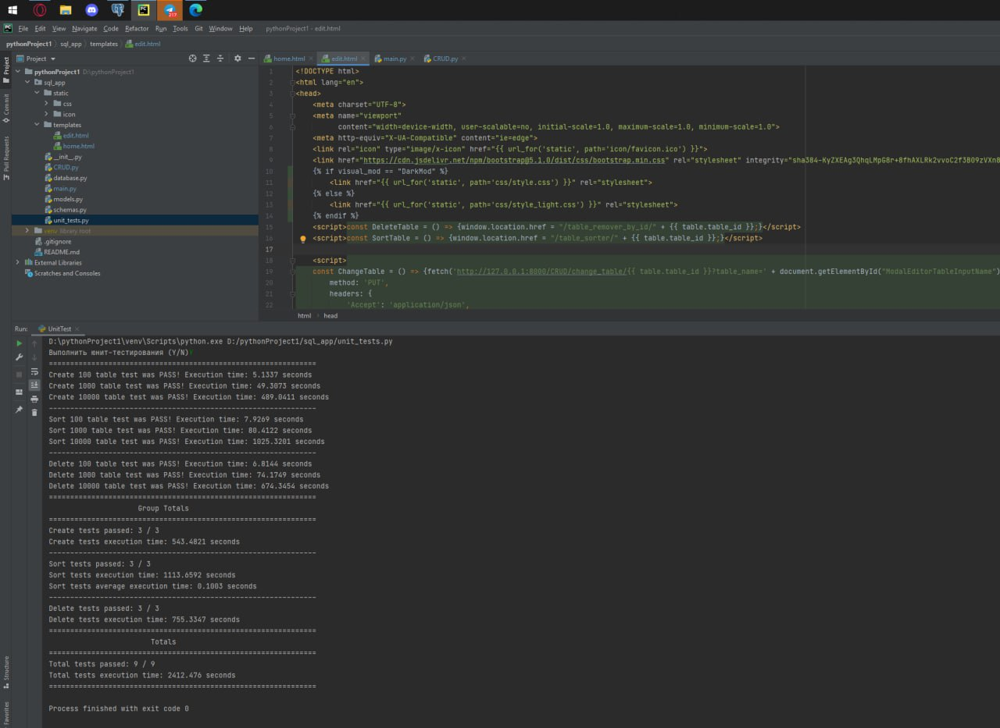 217
File Edit View Navigate Code Refactor Run Tools Git Window Help pythonProject1 - edit.html
pythonProject1 sql_app templates edit.html
Project
home.html edit.html main.py CRUD.py
Project
Commit
Pull Requests
pythonProject1 D:\pythonProject1
sql_app
static
css
icon
templates
edit.html
home.html
__init__.py
CRUD.py
database.py
main.py
models.py
schemas.py
unit_tests.py
venv library root
.gitignore
README.md
External Libraries
Scratches and Consoles
1 <!DOCTYPE html>
2 <html lang="en">
3 <head>
4 <meta charset="UTF-8">
5 <meta name="viewport"
6 content="width=device-width, user-scalable=no, initial-scale=1.0, maximum-scale=1.0, minimum-scale=1.0">
7 <meta http-equiv="X-UA-Compatible" content="ie=edge">
8 <link rel="icon" type="image/x-icon" href="{{ url_for('static', path='icon/favicon.ico') }}">
9 <link href="https://cdn.jsdelivr.net/npm/bootstrap@5.1.0/dist/css/bootstrap.min.css" rel="stylesheet" integrity="sha384-KyZXEAg3QhqLMpG8r+8fhAXLRk2vvoC2f3B09zVXn8
10 {% if visual_mod == "DarkMod" %}
11 <link href="{{ url_for('static', path='css/style.css') }}" rel="stylesheet">
12 {% else %}
13 <link href="{{ url_for('static', path='css/style_light.css') }}" rel="stylesheet">
14 {% endif %}
15 <script>const DeleteTable = () => {window.location.href = "/table_remover_by_id/" + {{ table.table_id }};}</script>
16 <script>const SortTable = () => {window.location.href = "/table_sorter/" + {{ table.table_id }};}</script>
17
18 <script>
19 const ChangeTable = () => {fetch('http://127.0.0.1:8000/CRUD/change_table/{{ table.table_id }}?table_name=' + document.getElementById("ModalEditorTableInputName")
20 method: 'PUT',
21 headers: {
22 'Accept': 'application/json',
html head
Run: UnitTest
D:\pythonProject1\venv\Scripts\python.exe D:/pythonProject1/sql_app/unit_tests.py
Выполнить юнит-тестирования (Y/N)Y
================================================================
Create 100 table test was PASS! Execution time: 5.1337 seconds
Create 1000 table test was PASS! Execution time: 49.3073 seconds
Create 10000 table test was PASS! Execution time: 489.0411 seconds
----------------------------------------------------------------
Sort 100 table test was PASS! Execution time: 7.9269 seconds
Sort 1000 table test was PASS! Execution time: 80.4122 seconds
Sort 10000 table test was PASS! Execution time: 1025.3201 seconds
----------------------------------------------------------------
Delete 100 table test was PASS! Execution time: 6.8144 seconds
Delete 1000 table test was PASS! Execution time: 74.1749 seconds
Delete 10000 table test was PASS! Execution time: 674.3454 seconds
================================================================
Group Totals
================================================================
Create tests passed: 3 / 3
Create tests execution time: 543.4821 seconds
----------------------------------------------------------------
Sort tests passed: 3 / 3
Sort tests execution time: 1113.6592 seconds
Sort tests average execution time: 0.1003 seconds
----------------------------------------------------------------
Delete tests passed: 3 / 3
Delete tests execution time: 755.3347 seconds
================================================================
Totals
================================================================
Total tests passed: 9 / 9
Total tests execution time: 2412.476 seconds
================================================================
Process finished with exit code 0
Structure
Favorites